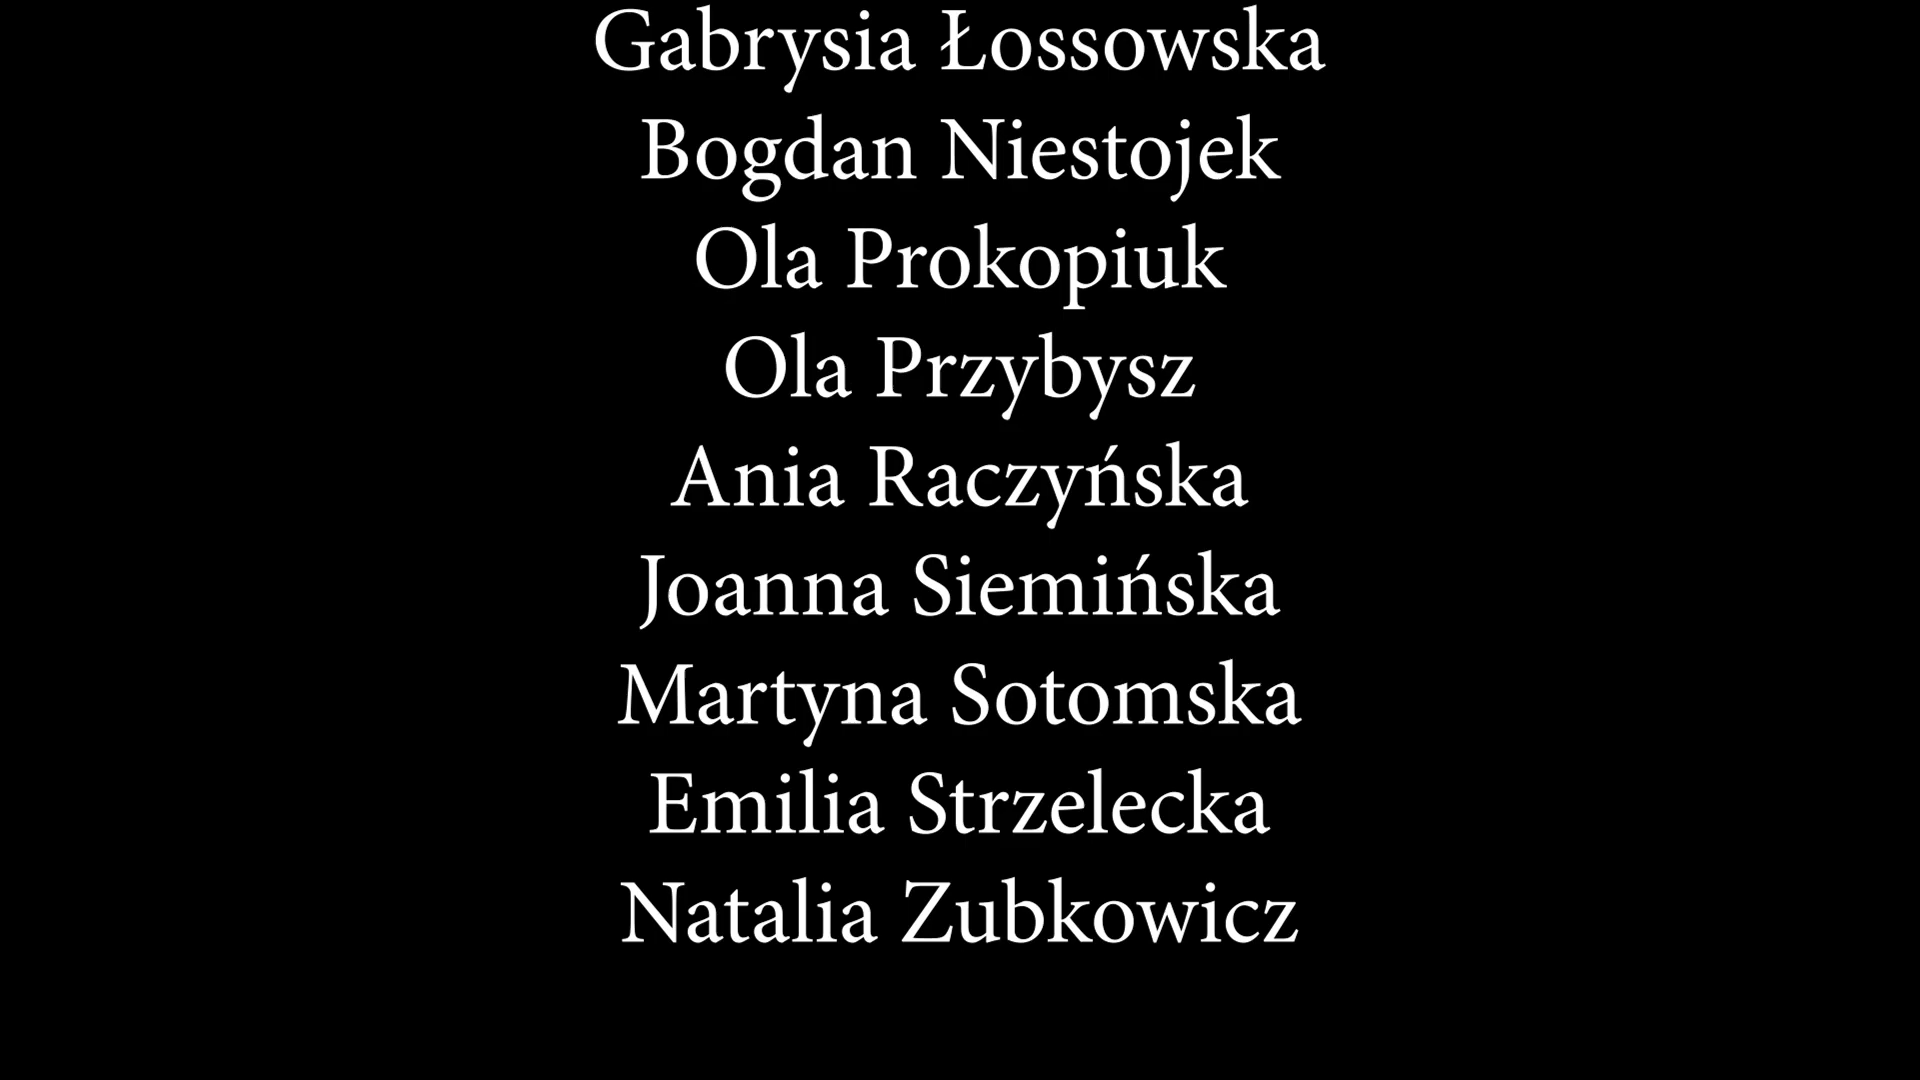 Gabrysia Łossowska
Bogdan Niestojek
Ola Prokopiuk
Ola Przybysz
Ania Raczyńska
Joanna Siemińska
Martyna Sotomska
Emilia Strzelecka
Natalia Zubkowicz